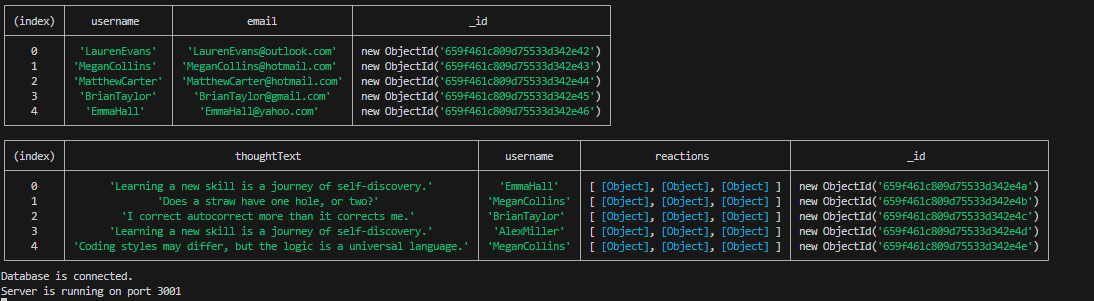 (index) username email _id
0 'LaurenEvans' 'LaurenEvans@outlook.com' new ObjectId('659f461c809d75533d342e42')
1 'MeganCollins' 'MeganCollins@hotmail.com' new ObjectId('659f461c809d75533d342e43')
2 'MatthewCarter' 'MatthewCarter@hotmail.com' new ObjectId('659f461c809d75533d342e44')
3 'BrianTaylor' 'BrianTaylor@gmail.com' new ObjectId('659f461c809d75533d342e45')
4 'EmmaHall' 'EmmaHall@yahoo.com' new ObjectId('659f461c809d75533d342e46')
(index) thoughtText username reactions _id
0 'Learning a new skill is a journey of self-discovery.' 'EmmaHall' [ [Object], [Object], [Object] ] new ObjectId('659f461c809d75533d342e4a')
1 'Does a straw have one hole, or two?' 'MeganCollins' [ [Object], [Object], [Object] ] new ObjectId('659f461c809d75533d342e4b')
2 'I correct autocorrect more than it corrects me.' 'BrianTaylor' [ [Object], [Object], [Object] ] new ObjectId('659f461c809d75533d342e4c')
3 'Learning a new skill is a journey of self-discovery.' 'AlexMiller' [ [Object], [Object], [Object] ] new ObjectId('659f461c809d75533d342e4d')
4 'Coding styles may differ, but the logic is a universal language.' 'MeganCollins' [ [Object], [Object], [Object] ] new ObjectId('659f461c809d75533d342e4e')
Database is connected.
Server is running on port 3001